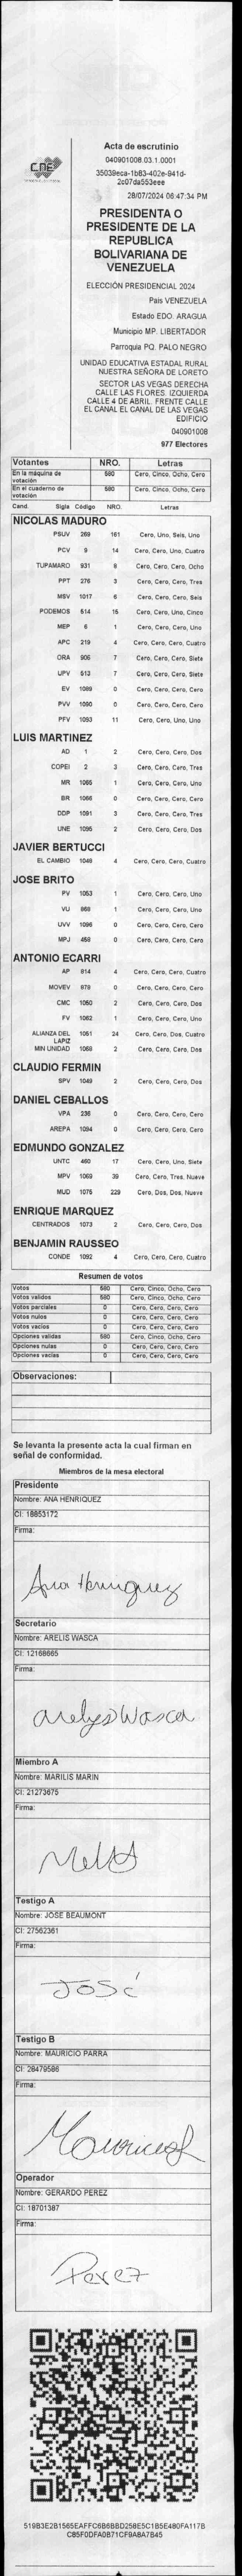 CNE
Acta de escrutinio
040901008.03.1.0001
35039eca-1b83-402e-941d-
2c07da553eee
28/07/2024 06:47:34 PM
PRESIDENTA O
PRESIDENTE DE LA
REPUBLICA
BOLIVARIANA DE
VENEZUELA
ELECCIÓN PRESIDENCIAL 2024
Pais VENEZUELA
Estado EDO. ARAGUA
Municipio MP. LIBERTADOR
Parroquia PQ. PALO NEGRO
UNIDAD EDUCATIVA ESTADAL RURAL
NUESTRA SEÑORA DE LORETO
SECTOR LAS VEGAS DERECHA
CALLE LAS FLORES. IZQUIERDA
CALLE 4 DE ABRIL. FRENTE CALLE
EL CANAL EL CANAL DE LAS VEGAS
EDIFICIO
040901008
977 Electores
Votantes NRO. Letras
En la máquina de votación 580 Cero, Cinco, Ocho, Cero
En el cuaderno de votación 580 Cero, Cinco, Ocho, Cero
Cand. Sigla Código NRO. Letras
NICOLAS MADURO
PSUV 269 161 Cero, Uno, Seis, Uno
PCV 9 14 Cero, Cero, Uno, Cuatro
TUPAMARO 931 8 Cero, Cero, Cero, Ocho
PPT 276 3 Cero, Cero, Cero, Tres
MSV 1017 6 Cero, Cero, Cero, Seis
PODEMOS 514 15 Cero, Cero, Uno, Cinco
MEP 6 1 Cero, Cero, Cero, Uno
APC 219 4 Cero, Cero, Cero, Cuatro
ORA 906 7 Cero, Cero, Cero, Siete
UPV 613 7 Cero, Cero, Cero, Siete
EV 1089 0 Cero, Cero, Cero, Cero
PVV 1090 0 Cero, Cero, Cero, Cero
PFV 1093 11 Cero, Cero, Uno, Uno
LUIS MARTINEZ
AD 1 2 Cero, Cero, Cero, Dos
COPEI 2 3 Cero, Cero, Cero, Tres
MR 1065 1 Cero, Cero, Cero, Uno
BR 1066 0 Cero, Cero, Cero, Cero
DDP 1091 3 Cero, Cero, Cero, Tres
UNE 1095 2 Cero, Cero, Cero, Dos
JAVIER BERTUCCI
EL CAMBIO 1048 4 Cero, Cero, Cero, Cuatro
JOSE BRITO
PV 1053 1 Cero, Cero, Cero, Uno
VU 869 1 Cero, Cero, Cero, Uno
UVV 1096 0 Cero, Cero, Cero, Cero
MPJ 458 0 Cero, Cero, Cero, Cero
ANTONIO ECARRI
AP 814 4 Cero, Cero, Cero, Cuatro
MOVEV 878 0 Cero, Cero, Cero, Cero
CMC 1050 2 Cero, Cero, Cero, Dos
FV 1062 1 Cero, Cero, Cero, Uno
ALIANZA DEL LAPIZ 1051 24 Cero, Cero, Dos, Cuatro
MIN UNIDAD 1058 2 Cero, Cero, Cero, Dos
CLAUDIO FERMIN
SPV 1049 2 Cero, Cero, Cero, Dos
DANIEL CEBALLOS
VPA 236 0 Cero, Cero, Cero, Cero
AREPA 1094 0 Cero, Cero, Cero, Cero
EDMUNDO GONZALEZ
UNTC 460 17 Cero, Cero, Uno, Siete
MPV 1069 39 Cero, Cero, Tres, Nueve
MUD 1075 229 Cero, Dos, Dos, Nueve
ENRIQUE MARQUEZ
CENTRADOS 1073 2 Cero, Cero, Cero, Dos
BENJAMIN RAUSSEO
CONDE 1092 4 Cero, Cero, Cero, Cuatro
Resumen de votos
Votos 580 Cero, Cinco, Ocho, Cero
Votos validos 580 Cero, Cinco, Ocho, Cero
Votos parciales 0 Cero, Cero, Cero, Cero
Votos nulos 0 Cero, Cero, Cero, Cero
Votos vacios 0 Cero, Cero, Cero, Cero
Opciones validas 580 Cero, Cinco, Ocho, Cero
Opciones nulas 0 Cero, Cero, Cero, Cero
Opciones vacias 0 Cero, Cero, Cero, Cero
Observaciones:
Se levanta la presente acta la cual firman en
señal de conformidad.
Miembros de la mesa electoral
Presidente
Nombre: ANA HENRIQUEZ
CI: 18853172
Firma:
Ana Henriquez
Secretario
Nombre: ARELIS WASCA
CI: 12168665
Firma:
arelys Wasca
Miembro A
Nombre: MARILIS MARIN
CI: 21273675
Firma:
Testigo A
Nombre: JOSE BEAUMONT
CI: 27562361
Firma:
José
Testigo B
Nombre: MAURICIO PARRA
CI: 28479586
Firma:
Operador
Nombre: GERARDO PEREZ
CI: 18701387
Firma:
Perez
519B3E2B1565EAFFC6B6BBD258E5C1B5E480FA117B
C85F0DFA0B71CF9A8A7B45